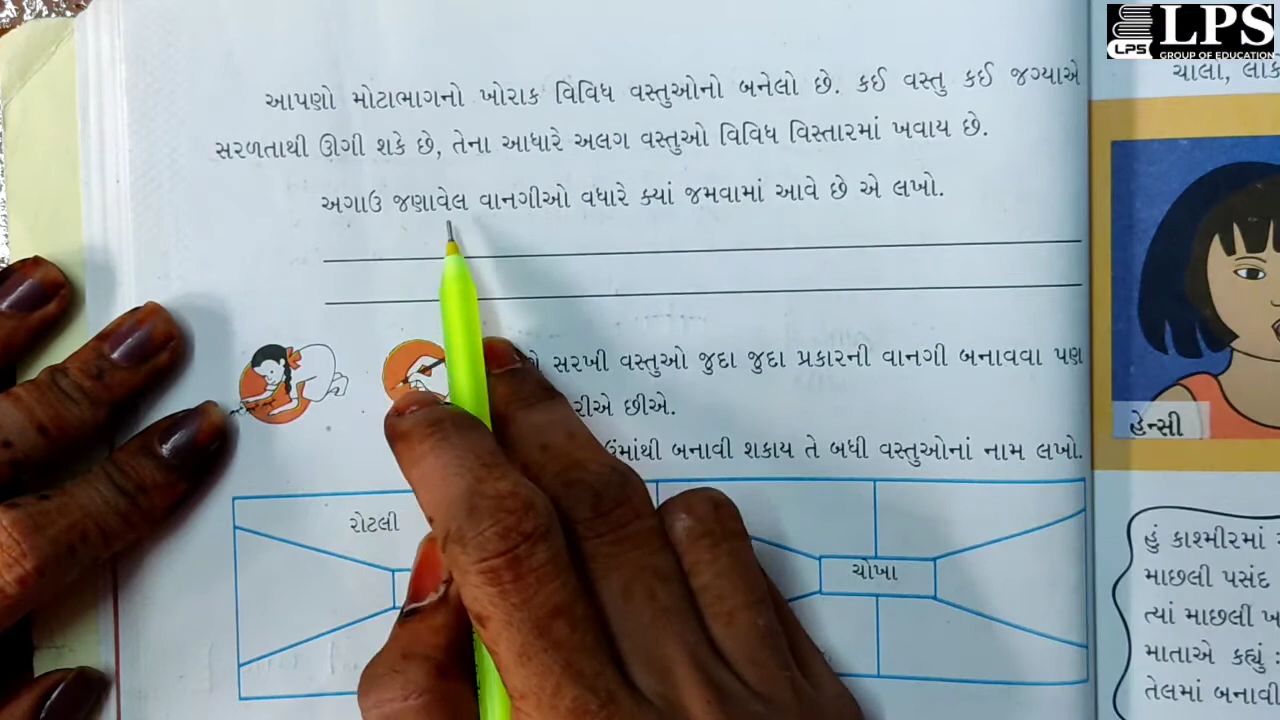 LPS
LPS
GROUP OF EDUCATION
આપણો મોટાભાગનો ખોરાક વિવિધ વસ્તુઓનો બનેલો છે. કઈ વસ્તુ કઈ જગ્યાએ
સરળતાથી ઊગી શકે છે, તેના આધારે અલગ વસ્તુઓ વિવિધ વિસ્તારમાં ખવાય છે.
અગાઉ જણાવેલ વાનગીઓ વધારે ક્યાં જમવામાં આવે છે એ લખો.
સરખી વસ્તુઓ જુદા જુદા પ્રકારની વાનગી બનાવવા પણ
છીએ.
બનાવી શકાય તે બધી વસ્તુઓનાં નામ લખો.
રોટલી
ચોખા
ચાલો,
હેન્સી
હું કાશ્મીરમાં
માછલી પસંદ
ત્યાં માછલી
માતાએ કહ્યું
તેલમાં બનાવી